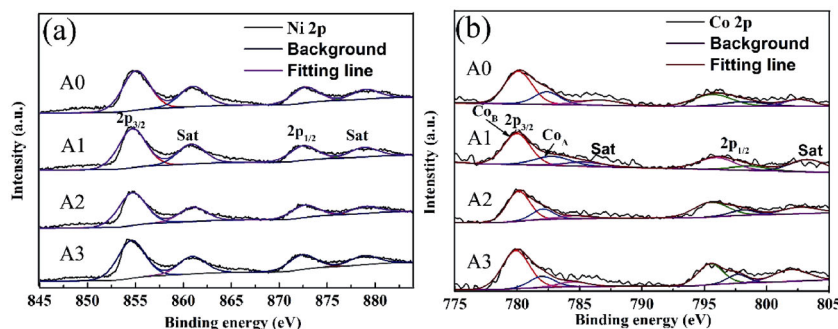 (a)
Ni 2p
Background
Fitting line
A0
2p3/2
Sat
2p1/2
Sat
A1
A2
A3
Intensity (a.u.)
845 850 855 860 865 870 875 880
Binding energy (eV)
(b)
Co 2p
Background
Fitting line
A0
CoB
2p3/2
A1
CoA
Sat
2p1/2
Sat
A2
A3
Intenstity (a.u.)
775 780 785 790 795 800 805
Binding energy (eV)